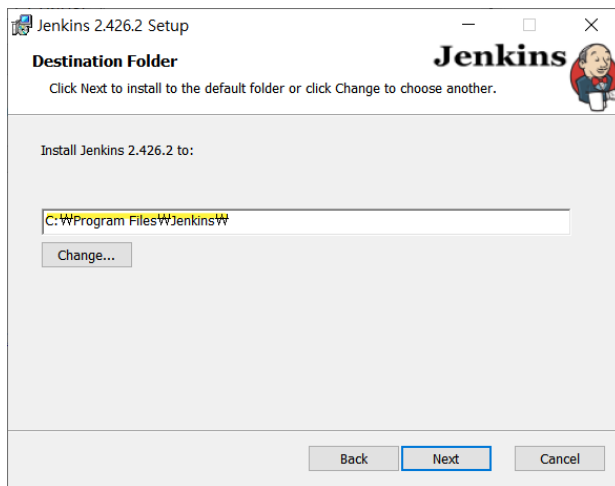 Jenkins 2.426.2 Setup
Destination Folder
Jenkins
Click Next to install to the default folder or click Change to choose another.
Install Jenkins 2.426.2 to:
C:₩Program Files₩Jenkins₩
Change...
Back
Next
Cancel